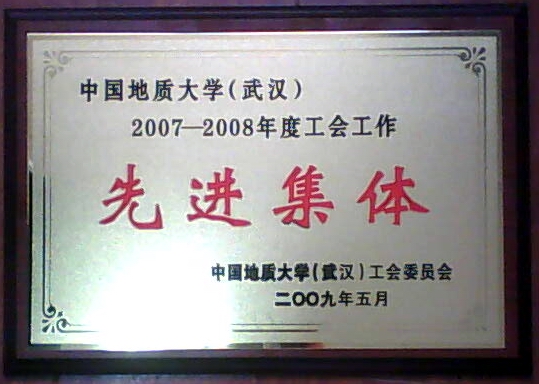 中国地质大学(武汉)
2007—2008年度工会工作
先进集体
中国地质大学(武汉)工会委员会
二〇〇九年五月